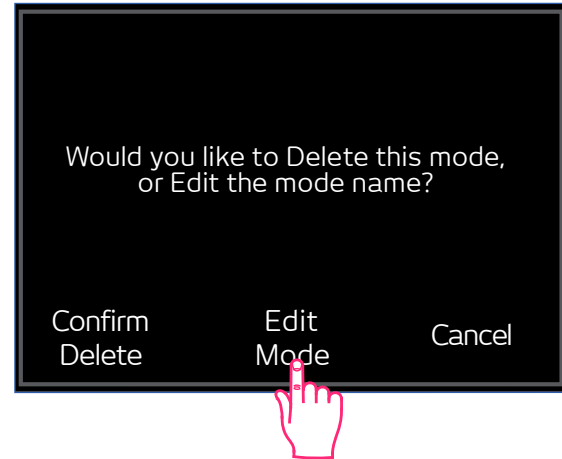 Would you like to Delete this mode,
or Edit the mode name?
Confirm
Delete
Edit
Mode
Cancel